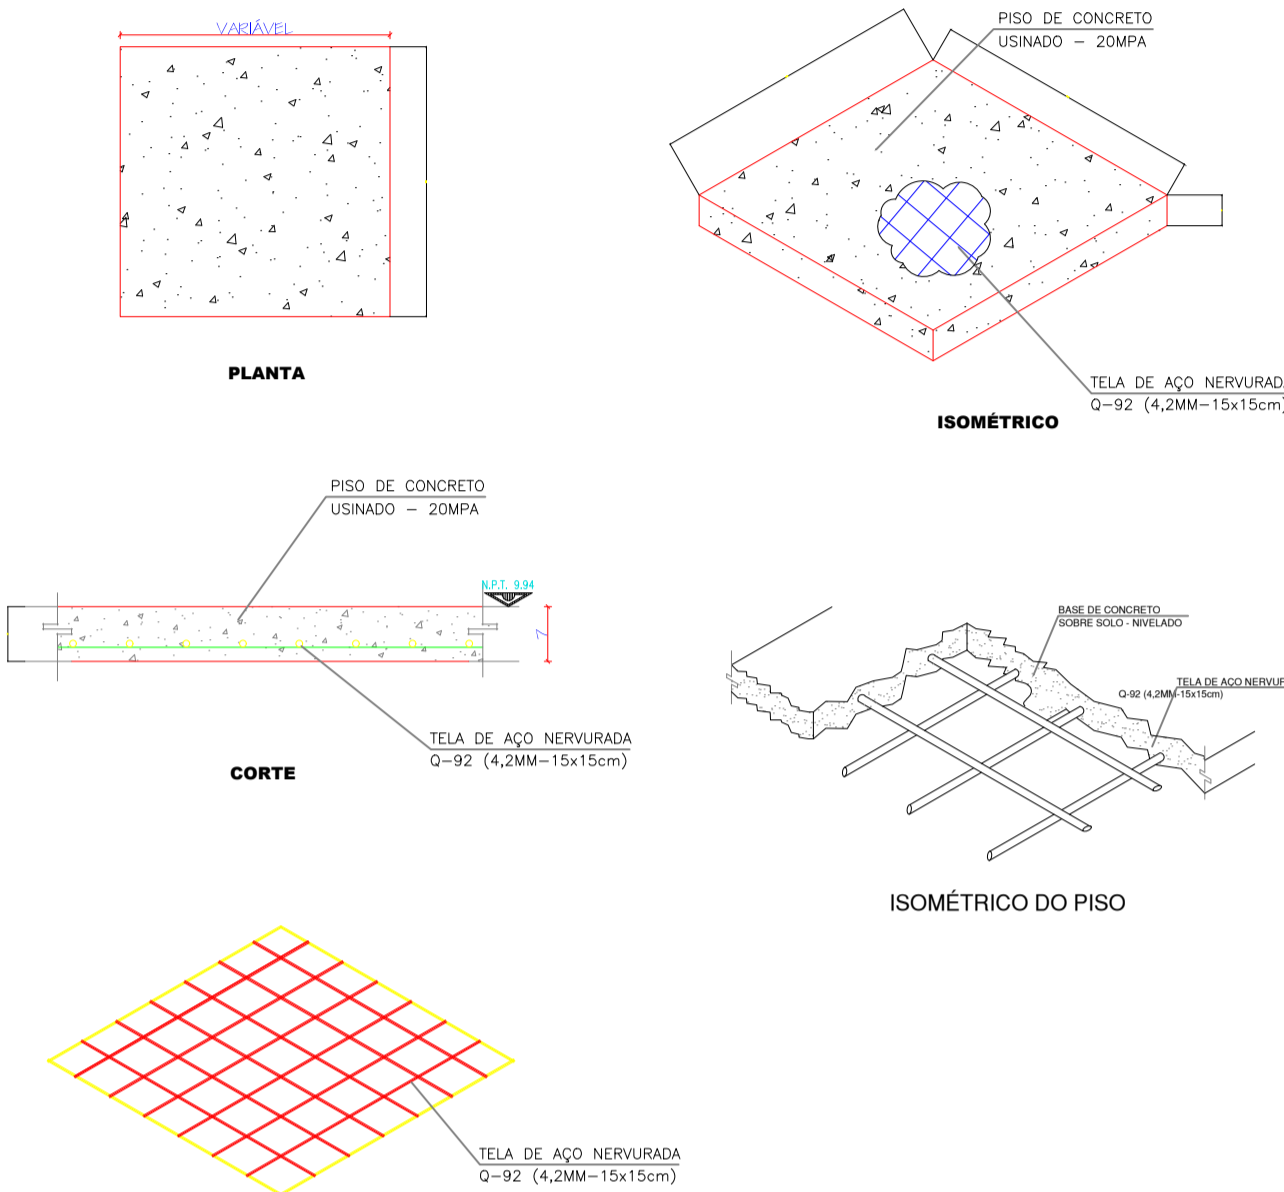 VARIÁVEL
PLANTA
PISO DE CONCRETO
USINADO - 20MPA
TELA DE AÇO NERVURADA
Q-92 (4,2MM-15x15cm)
ISOMÉTRICO
PISO DE CONCRETO
USINADO - 20MPA
N.P.T. 9.94
7
TELA DE AÇO NERVURADA
Q-92 (4,2MM-15x15cm)
CORTE
BASE DE CONCRETO
SOBRE SOLO - NIVELADO
TELA DE AÇO NERVUR
Q-92 (4,2MM-15x15cm)
ISOMÉTRICO DO PISO
TELA DE AÇO NERVURADA
Q-92 (4,2MM-15x15cm)